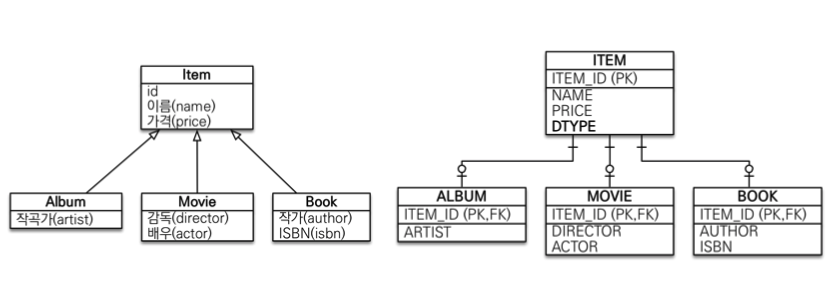 Item
id
이름(name)
가격(price)
Album
작곡가(artist)
Movie
감독(director)
배우(actor)
Book
작가(author)
ISBN(isbn)
ITEM
ITEM_ID (PK)
NAME
PRICE
DTYPE
ALBUM
ITEM_ID (PK,FK)
ARTIST
MOVIE
ITEM_ID (PK,FK)
DIRECTOR
ACTOR
BOOK
ITEM_ID (PK,FK)
AUTHOR
ISBN